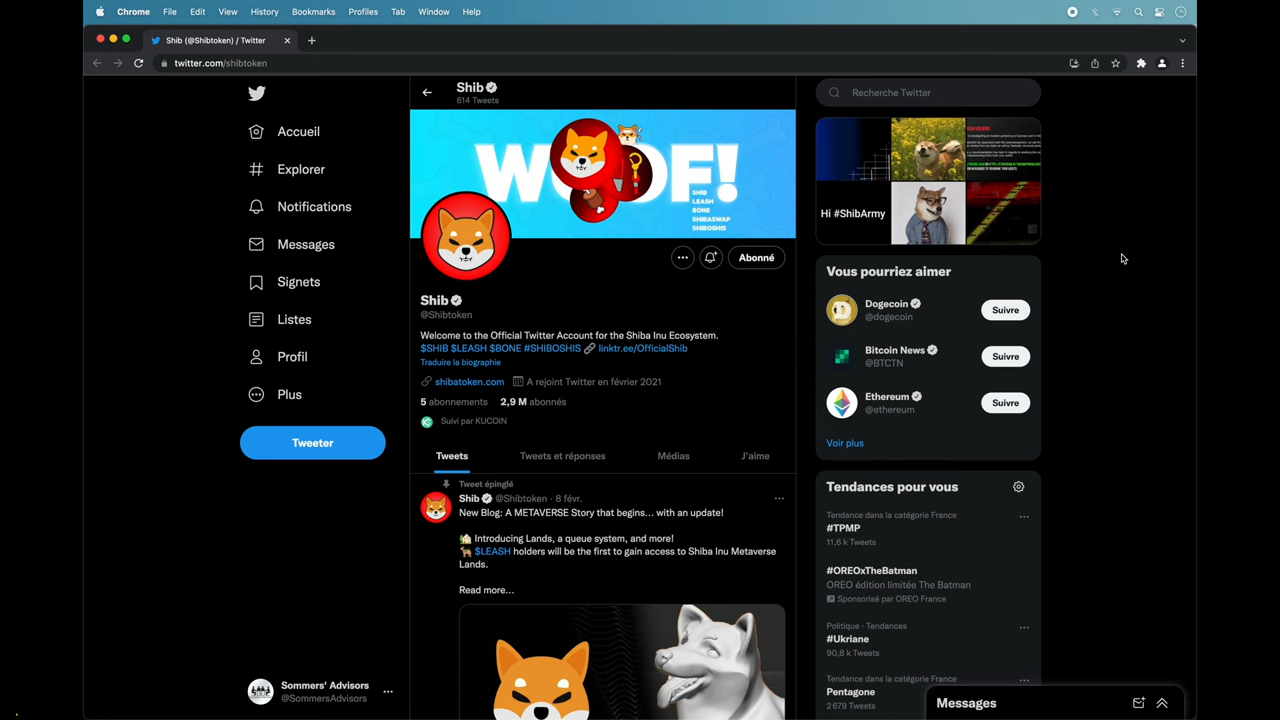 Chrome File Edit View History Bookmarks Profiles Tab Window Help
Shib (@Shibtoken) / Twitter
twitter.com/shibtoken
Accueil
Explorer
Notifications
Messages
Signets
Listes
Profil
Plus
Tweeter
Sommers' Advisors
@SommersAdvisors
Shib
614 Tweets
WOOF!
SHIB
LEASH
BONE
SHIBASWAP
SHIBOSHIS
Abonné
Shib
@Shibtoken
Welcome to the Official Twitter Account for the Shiba Inu Ecosystem.
$SHIB $LEASH $BONE #SHIBOSHIS 🔗 linktr.ee/OfficialShib
Traduire la biographie
shibatoken.com A rejoint Twitter en février 2021
5 abonnements 2,9 M abonnés
Suivi par KUCOIN
Tweets Tweets et réponses Médias J'aime
Tweet épinglé
Shib @Shibtoken · 8 févr.
New Blog: A METAVERSE Story that begins... with an update!
Introducing Lands, a queue system, and more!
$LEASH holders will be the first to gain access to Shiba Inu Metaverse
Lands.
Read more...
Recherche Twitter
Hi #ShibArmy
Vous pourriez aimer
Dogecoin
@dogecoin
Suivre
Bitcoin News
@BTCTN
Suivre
Ethereum
@ethereum
Suivre
Voir plus
Tendances pour vous
Tendance dans la catégorie France
#TPMP
11,6 k Tweets
#OREOxTheBatman
OREO édition limitée The Batman
Sponsorisé par OREO France
Politique · Tendances
#Ukriane
90,8 k Tweets
Tendance dans la catégorie France
Pentagone
2 679 Tweets
Messages